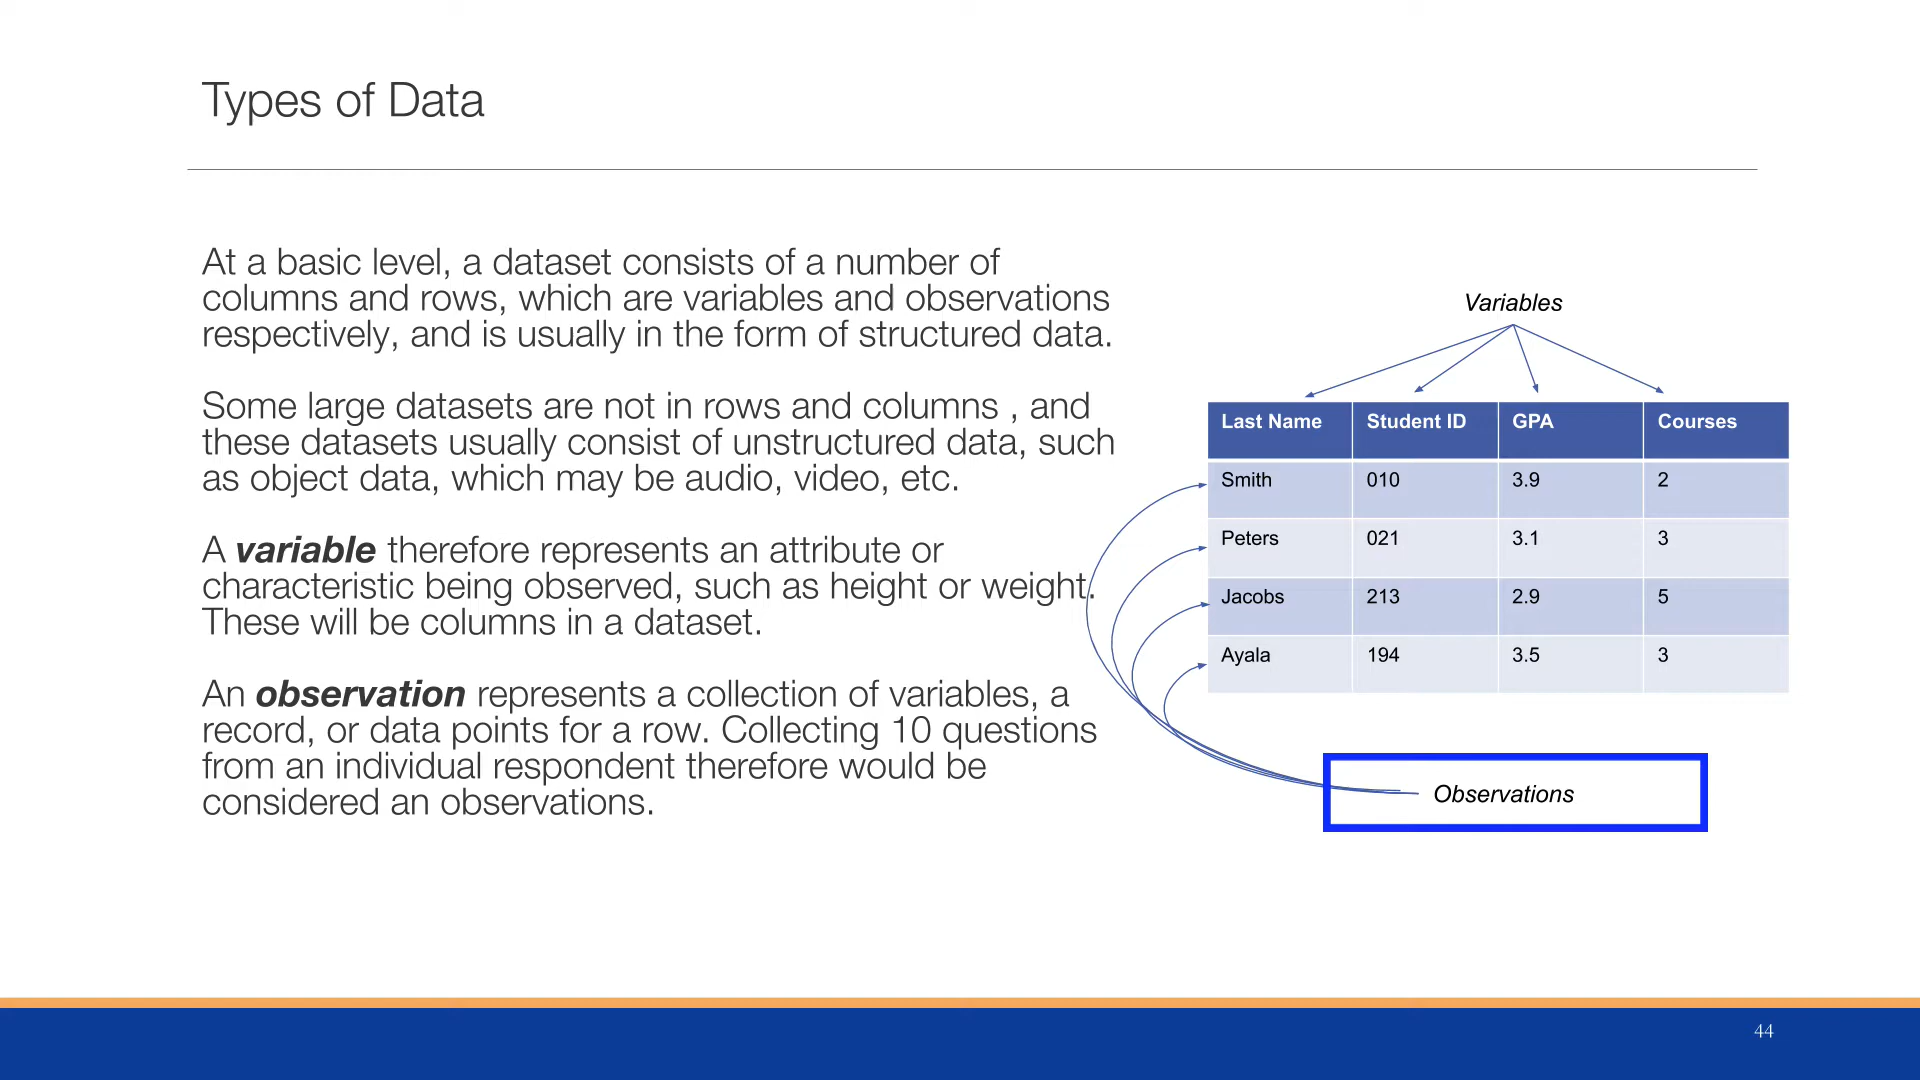 Types of Data
At a basic level, a dataset consists of a number of
columns and rows, which are variables and observations
respectively, and is usually in the form of structured data.
Some large datasets are not in rows and columns , and
these datasets usually consist of unstructured data, such
as object data, which may be audio, video, etc.
A variable therefore represents an attribute or
characteristic being observed, such as height or weight.
These will be columns in a dataset.
An observation represents a collection of variables, a
record, or data points for a row. Collecting 10 questions
from an individual respondent therefore would be
considered an observations.
Variables
Last Name Student ID GPA Courses
Smith 010 3.9 2
Peters 021 3.1 3
Jacobs 213 2.9 5
Ayala 194 3.5 3
Observations
44